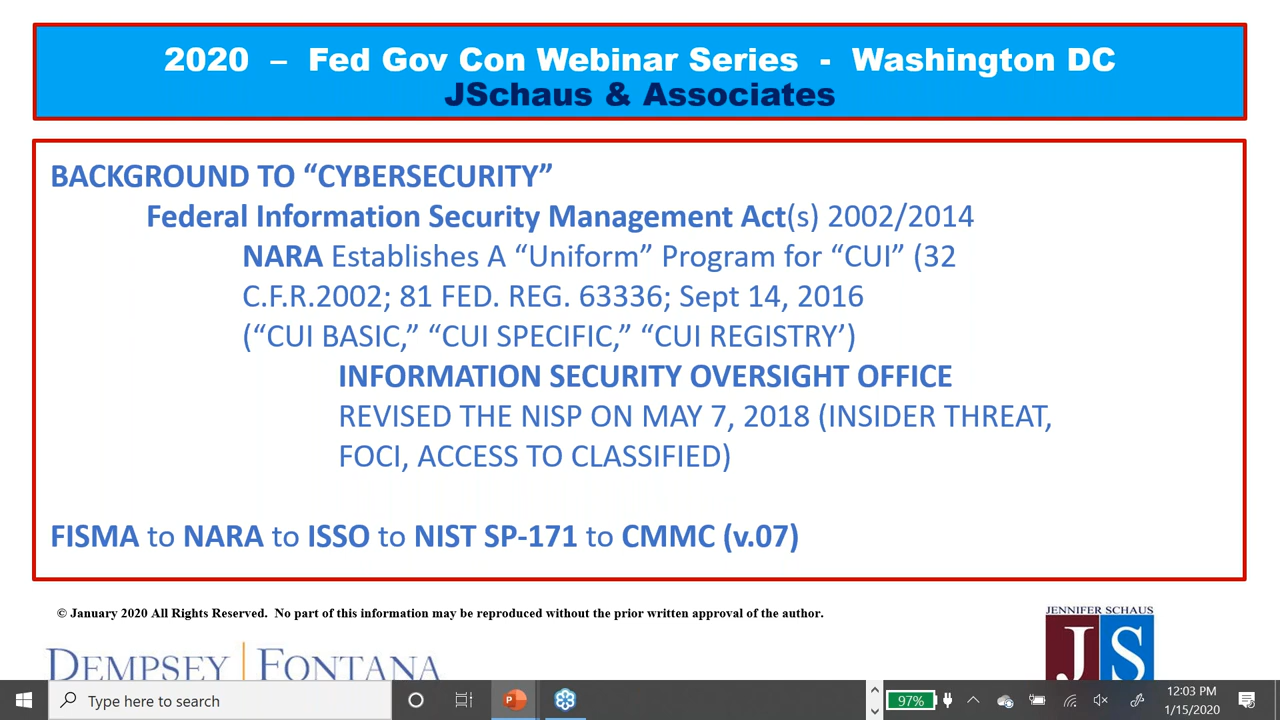 2020 – Fed Gov Con Webinar Series - Washington DC
JSchaus & Associates
BACKGROUND TO “CYBERSECURITY”
Federal Information Security Management Act(s) 2002/2014
NARA Establishes A “Uniform” Program for “CUI” (32
C.F.R.2002; 81 FED. REG. 63336; Sept 14, 2016
(“CUI BASIC,” “CUI SPECIFIC,” “CUI REGISTRY’)
INFORMATION SECURITY OVERSIGHT OFFICE
REVISED THE NISP ON MAY 7, 2018 (INSIDER THREAT,
FOCI, ACCESS TO CLASSIFIED)
FISMA to NARA to ISSO to NIST SP-171 to CMMC (v.07)
© January 2020 All Rights Reserved. No part of this information may be reproduced without the prior written approval of the author.
JENNIFER SCHAUS
JS
DEMPSEY FONTANA
Type here to search
97%
12:03 PM
1/15/2020